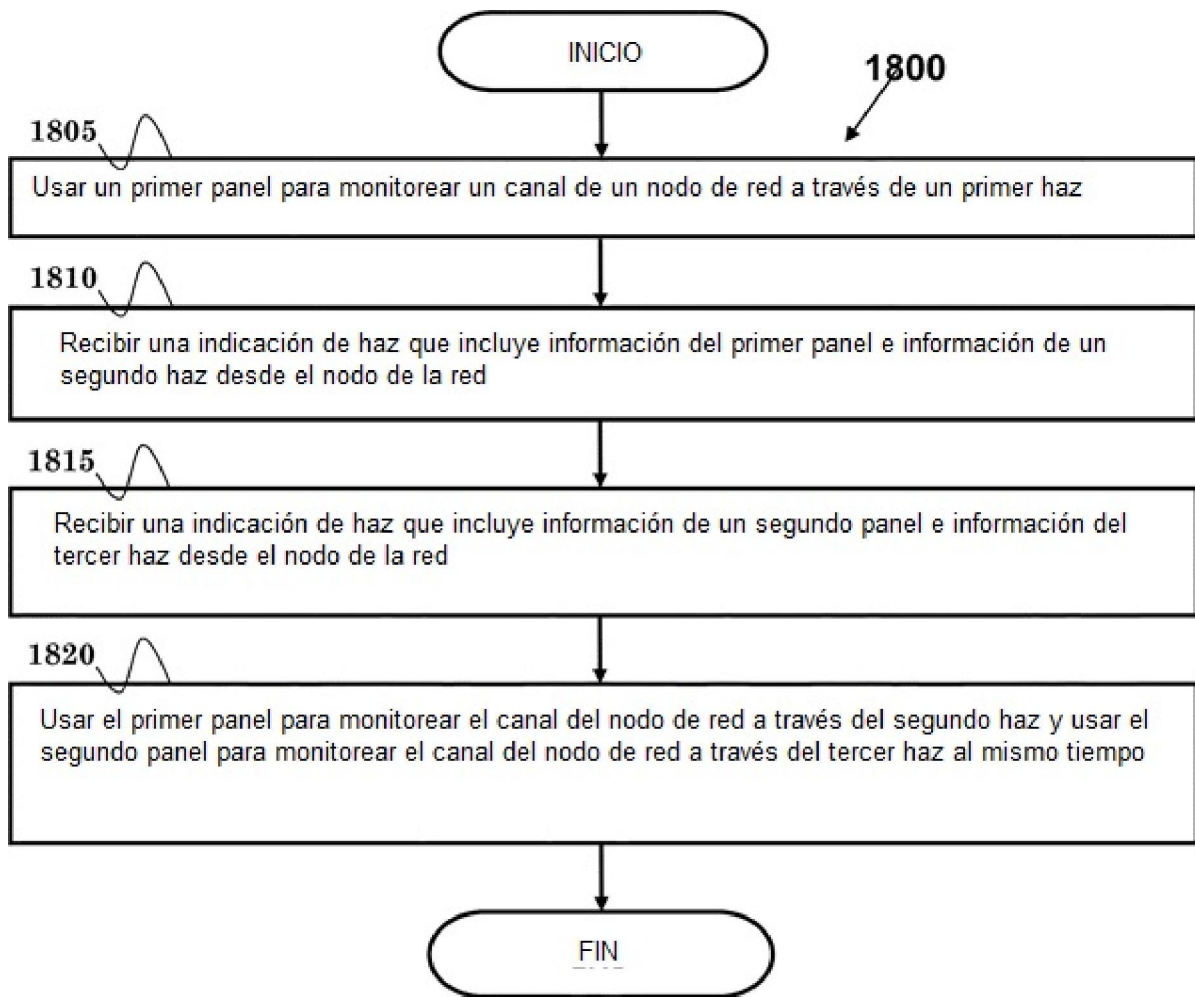 INICIO
1800
1805
Usar un primer panel para monitorear un canal de un nodo de red a través de un primer haz
1810
Recibir una indicación de haz que incluye información del primer panel e información de un
segundo haz desde el nodo de la red
1815
Recibir una indicación de haz que incluye información de un segundo panel e información del
tercer haz desde el nodo de la red
1820
Usar el primer panel para monitorear el canal del nodo de red a través del segundo haz y usar el
segundo panel para monitorear el canal del nodo de red a través del tercer haz al mismo tiempo
FIN